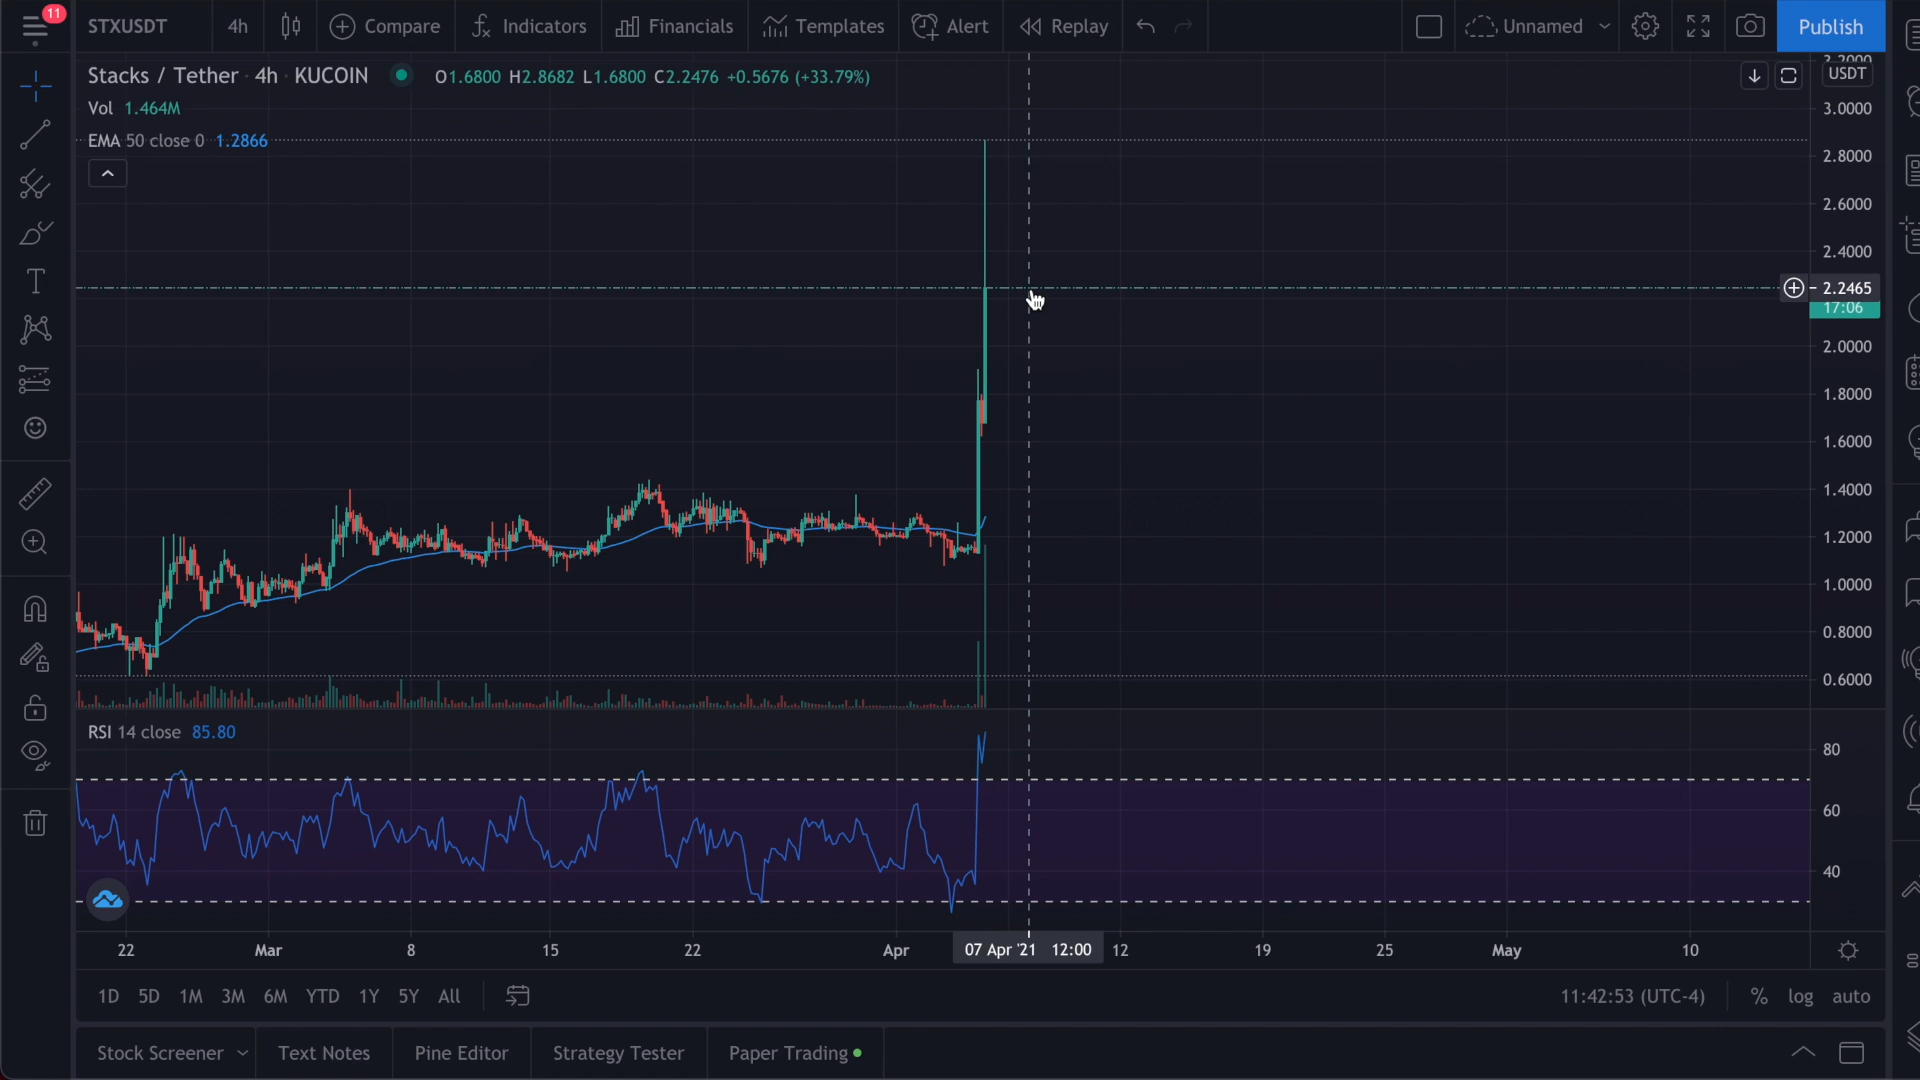 11
STXUSDT 4h Compare Indicators Financials Templates Alert Replay Unnamed Publish
Stacks / Tether · 4h · KUCOIN O1.6800 H2.8682 L1.6800 C2.2476 +0.5676 (+33.79%)
USDT
Vol 1.464M
EMA 50 close 0 1.2866
3.2000
3.0000
2.8000
2.6000
2.4000
2.2465
17:06
2.0000
1.8000
1.6000
1.4000
1.2000
1.0000
0.8000
0.6000
RSI 14 close 85.80
80
60
40
22 Mar 8 15 22 Apr 07 Apr '21 12:00 12 19 25 May 10
1D 5D 1M 3M 6M YTD 1Y 5Y All 11:42:53 (UTC-4) % log auto
Stock Screener Text Notes Pine Editor Strategy Tester Paper Trading